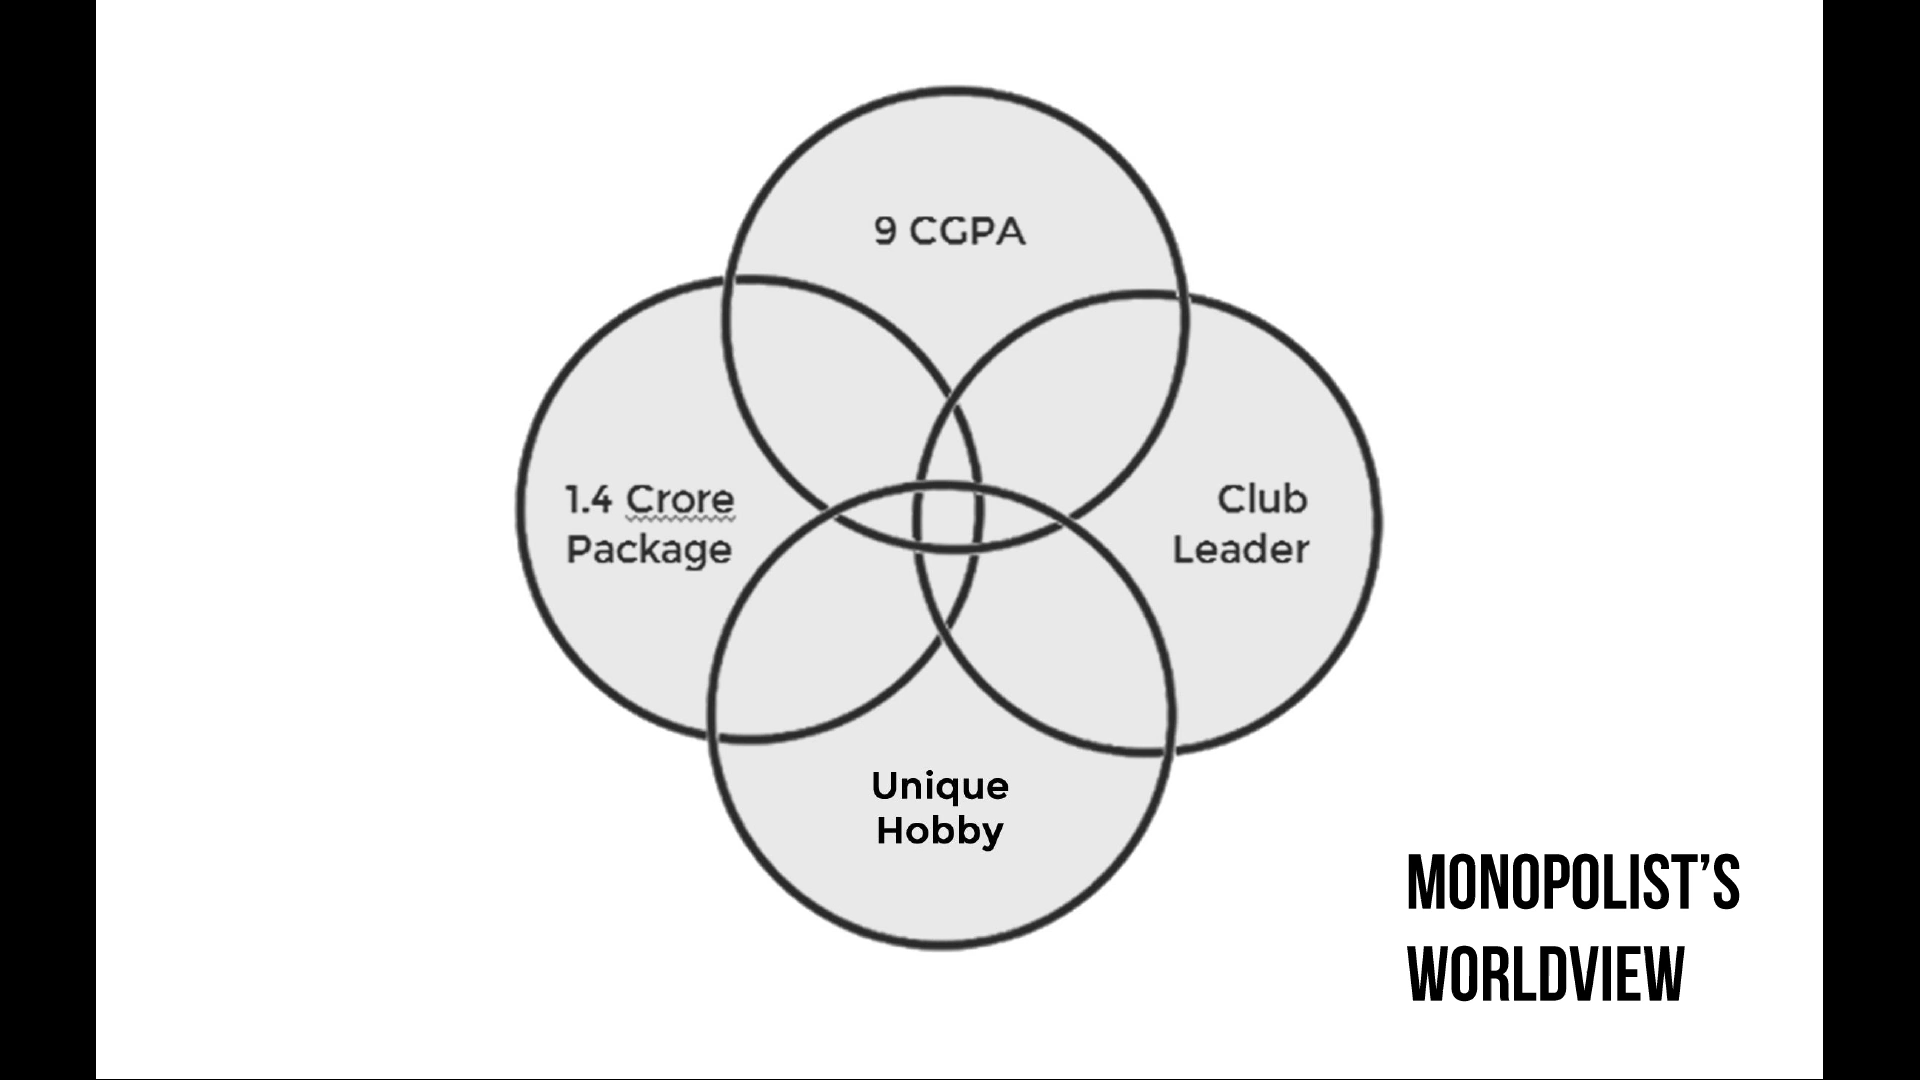 9 CGPA
1.4 Crore
Package
Club
Leader
Unique
Hobby
MONOPOLIST’S
WORLDVIEW